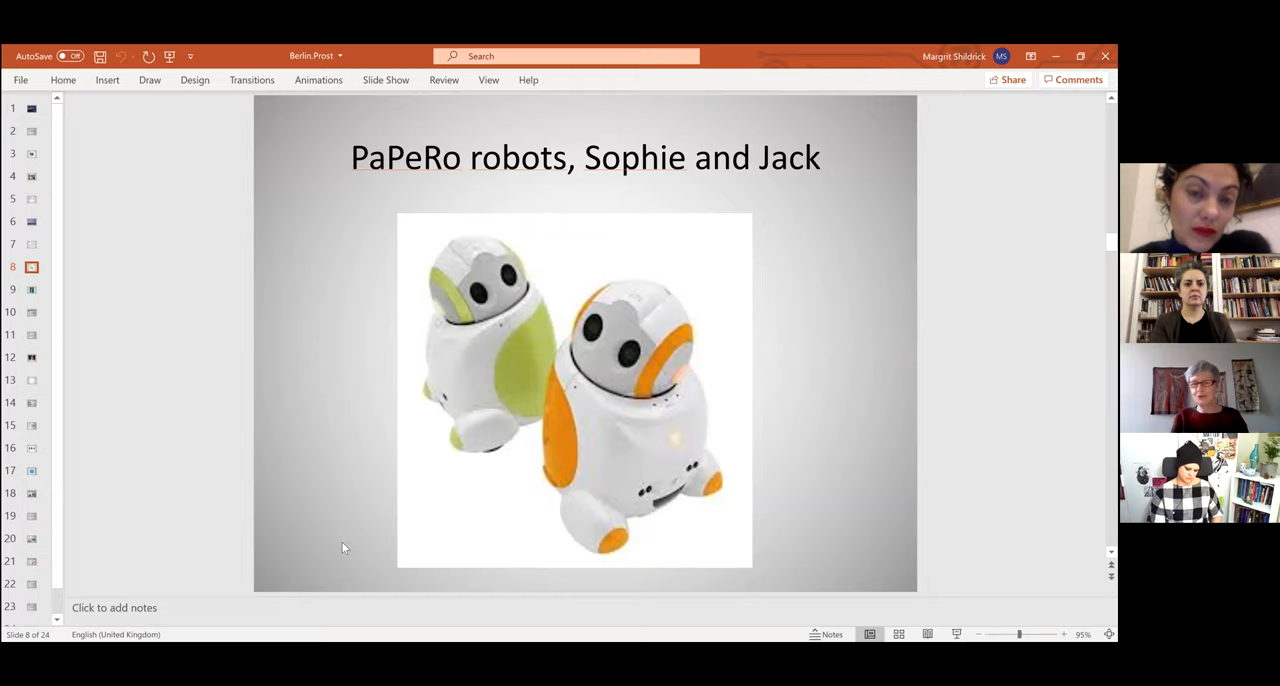 AutoSave Off
Berlin.Prost
Search
Margrit Shildrick MS
File Home Insert Draw Design Transitions Animations Slide Show Review View Help
Share Comments
1
2
3
4
5
6
7
8
9
10
11
12
13
14
15
16
17
18
19
20
21
22
23
PaPeRo robots, Sophie and Jack
Click to add notes
Slide 8 of 24 English (United Kingdom) Notes 95%